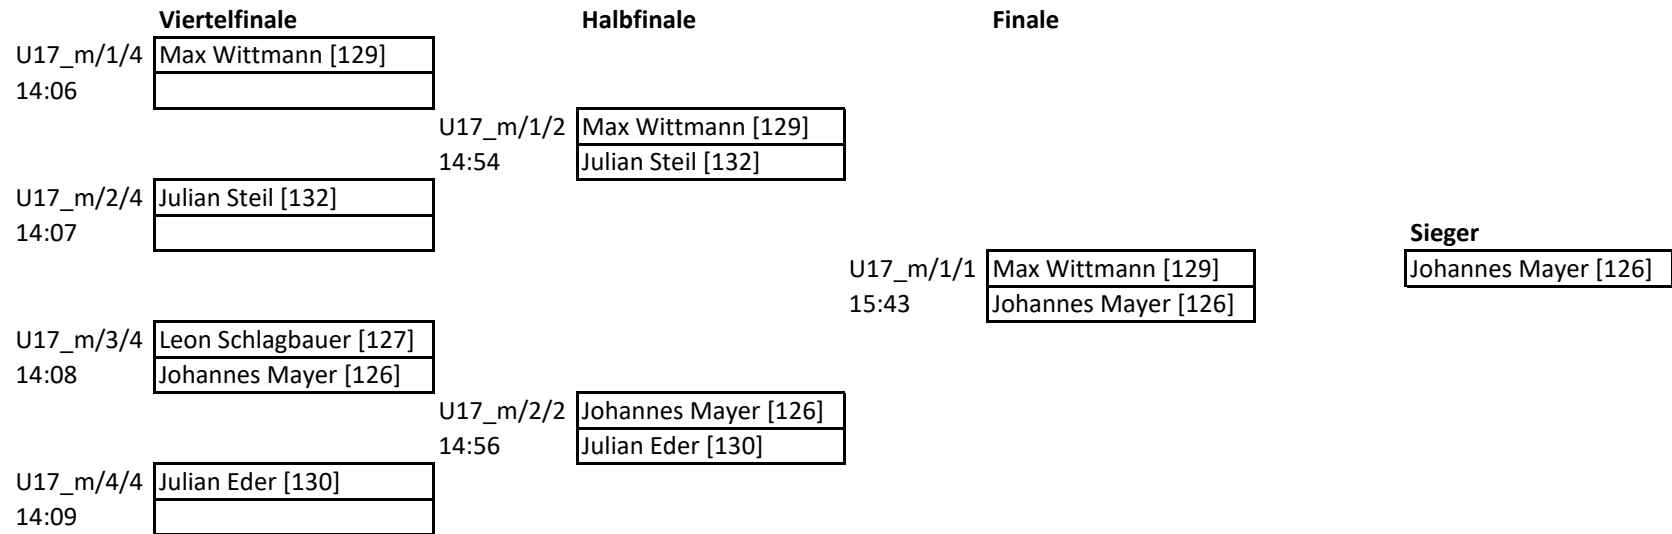 Viertelfinale Halbfinale Finale
U17_m/1/4 Max Wittmann [129]
14:06
U17_m/1/2 Max Wittmann [129]
14:54 Julian Steil [132]
U17_m/2/4 Julian Steil [132]
14:07 Sieger
U17_m/1/1 Max Wittmann [129] Johannes Mayer [126]
15:43 Johannes Mayer [126]
U17_m/3/4 Leon Schlagbauer [127]
14:08 Johannes Mayer [126]
U17_m/2/2 Johannes Mayer [126]
14:56 Julian Eder [130]
U17_m/4/4 Julian Eder [130]
14:09